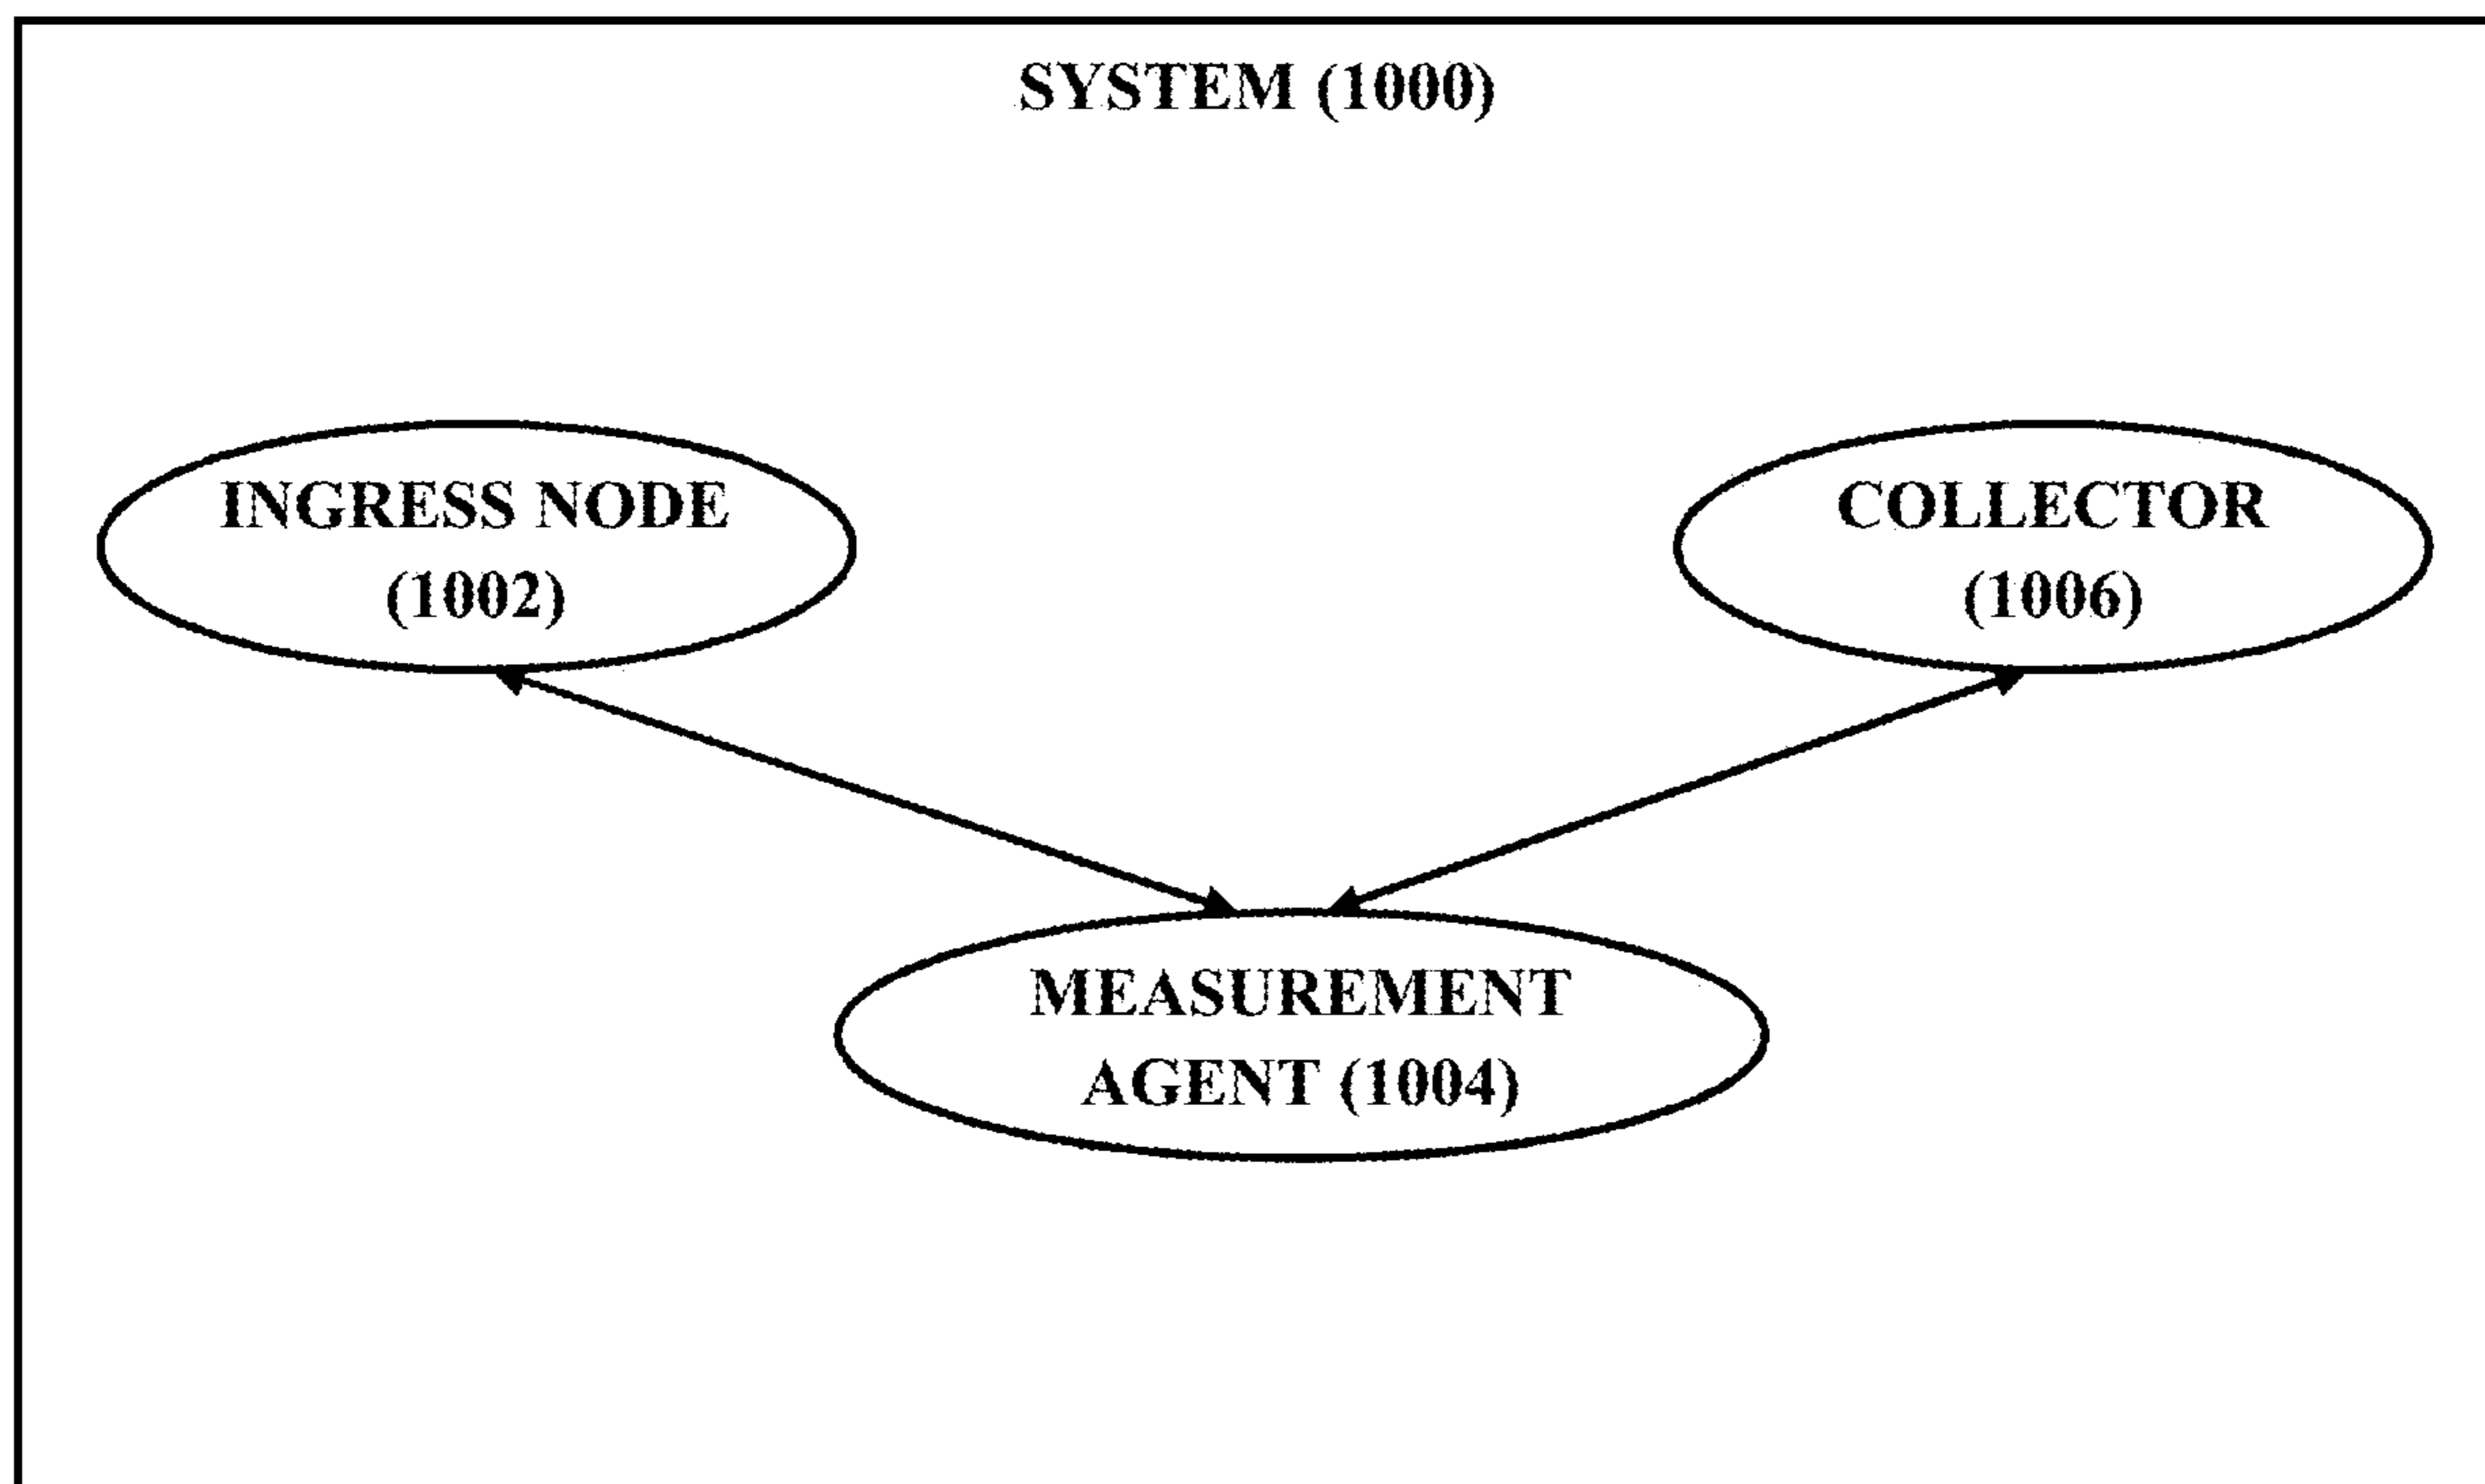 SYSTEM (1000)
INGRESS NODE
(1002)
COLLECTOR
(1006)
MEASUREMENT
AGENT (1004)